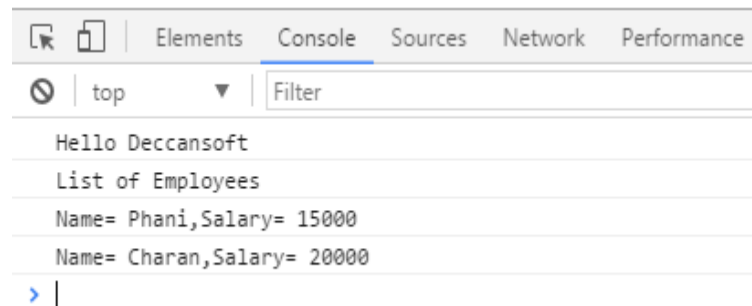 Elements Console Sources Network Performance
top ▼ Filter
Hello Deccansoft
List of Employees
Name= Phani,Salary= 15000
Name= Charan,Salary= 20000
>